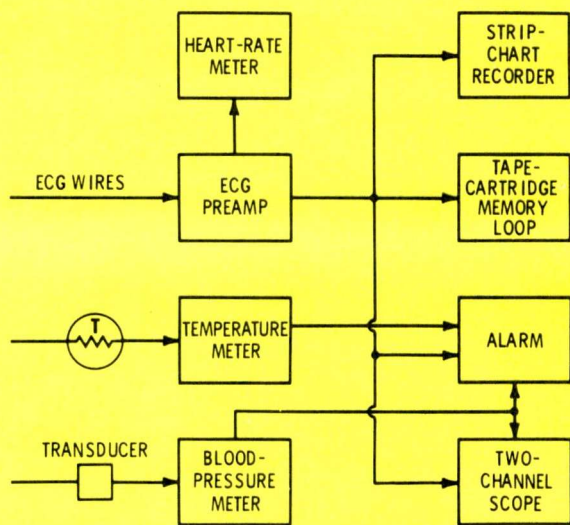 HEART-RATE
METER
STRIP-
CHART
RECORDER
ECG WIRES
ECG
PREAMP
TAPE-
CARTRIDGE
MEMORY
LOOP
T
TEMPERATURE
METER
ALARM
TRANSDUCER
BLOOD-
PRESSURE
METER
TWO-
CHANNEL
SCOPE